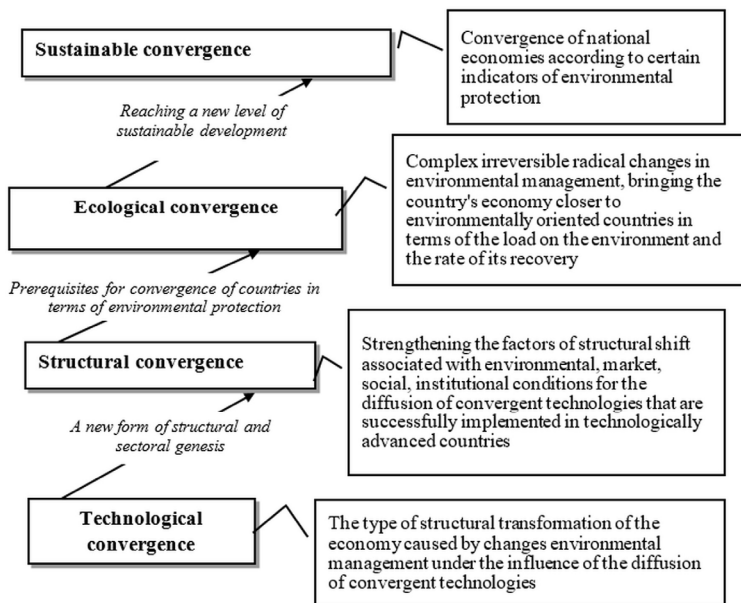 Sustainable convergence
Convergence of national
economies according to certain
indicators of environmental
protection
Reaching a new level of
sustainable development
Ecological convergence
Complex irreversible radical changes in
environmental management, bringing the
country's economy closer to
environmentally oriented countries in
terms of the load on the environment and
the rate of its recovery
Prerequisites for convergence of countries in
terms of environmental protection
Structural convergence
Strengthening the factors of structural shift
associated with environmental, market,
social, institutional conditions for the
diffusion of convergent technologies that are
successfully implemented in technologically
advanced countries
A new form of structural and
sectoral genesis
Technological
convergence
The type of structural transformation of the
economy caused by changes environmental
management under the influence of the diffusion
of convergent technologies